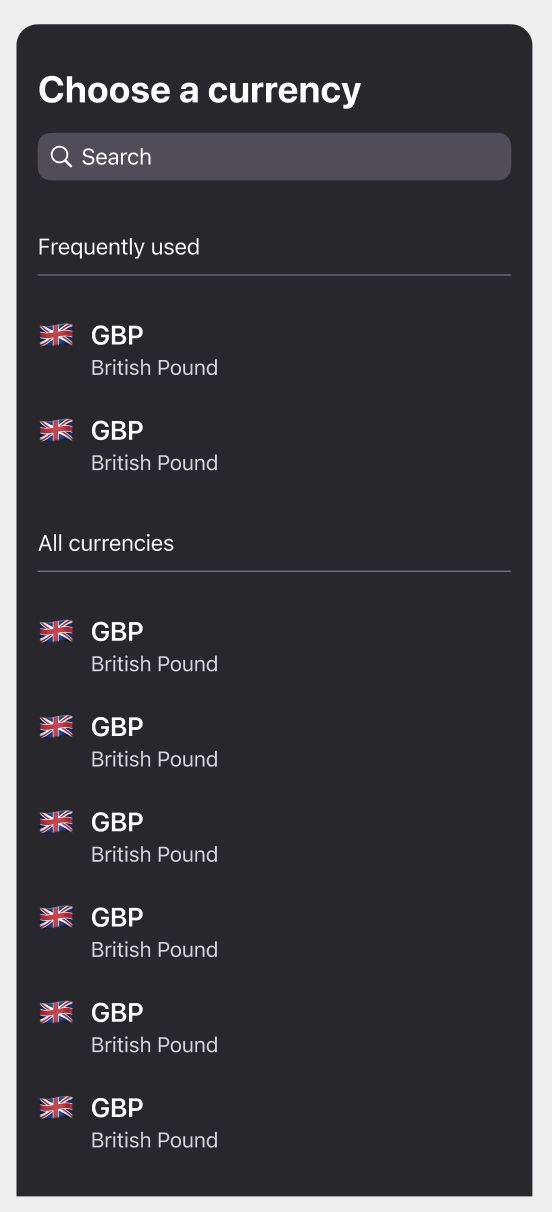 Choose a currency
Search
Frequently used
GBP
British Pound
GBP
British Pound
All currencies
GBP
British Pound
GBP
British Pound
GBP
British Pound
GBP
British Pound
GBP
British Pound
GBP
British Pound